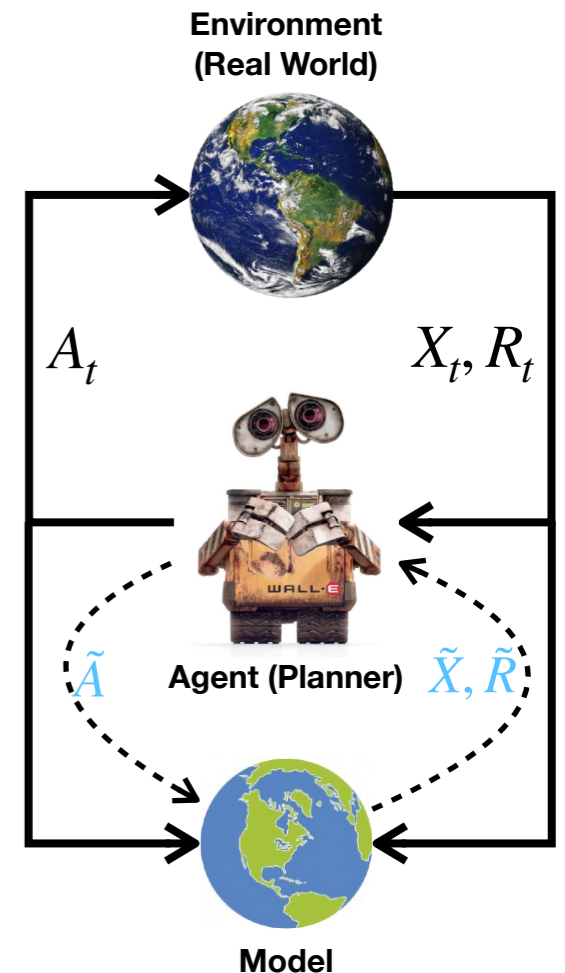 Environment
(Real World)
A_t
X_t, R_t
WALL·E
Ã
Agent (Planner)
X̃, R̃
Model